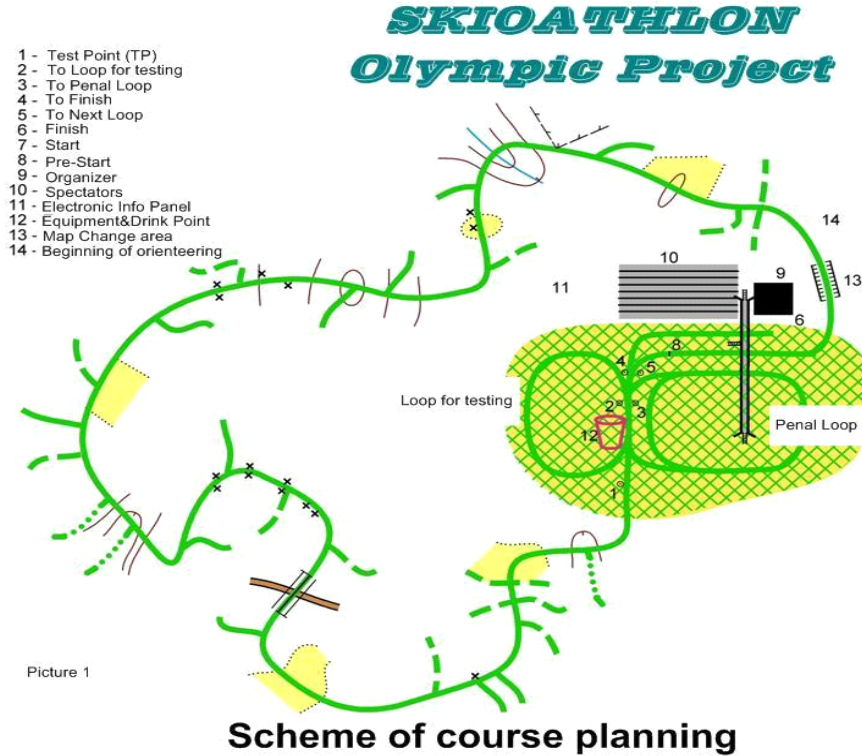 SKIOATHLON
Olympic Project
1 - Test Point (TP)
2 - To Loop for testing
3 - To Penal Loop
4 - To Finish
5 - To Next Loop
6 - Finish
7 - Start
8 - Pre-Start
9 - Organizer
10 - Spectators
11 - Electronic Info Panel
12 - Equipment&Drink Point
13 - Map Change area
14 - Beginning of orienteering
14
10
9
13
11
6
8
4
5
Loop for testing
2
3
Penal Loop
12
1
Picture 1
Scheme of course planning